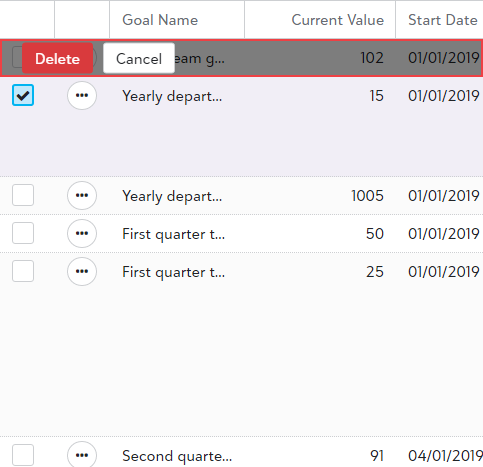 Goal Name Current Value Start Date
Delete Cancel eam g... 102 01/01/2019
Yearly depart... 15 01/01/2019
Yearly depart... 1005 01/01/2019
First quarter t... 50 01/01/2019
First quarter t... 25 01/01/2019
Second quarte... 91 04/01/2019